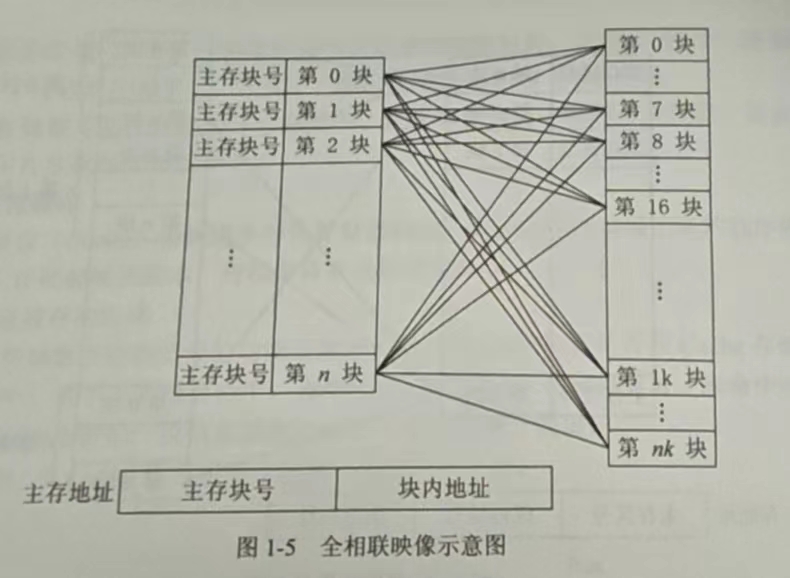 主存块号 第 0 块
主存块号 第 1 块
主存块号 第 2 块
⋮ ⋮
主存块号 第 n 块
第 0 块
⋮
第 7 块
第 8 块
⋮
第 16 块
⋮
第 1k 块
⋮
第 nk 块
主存地址 主存块号 块内地址
图 1-5 全相联映像示意图